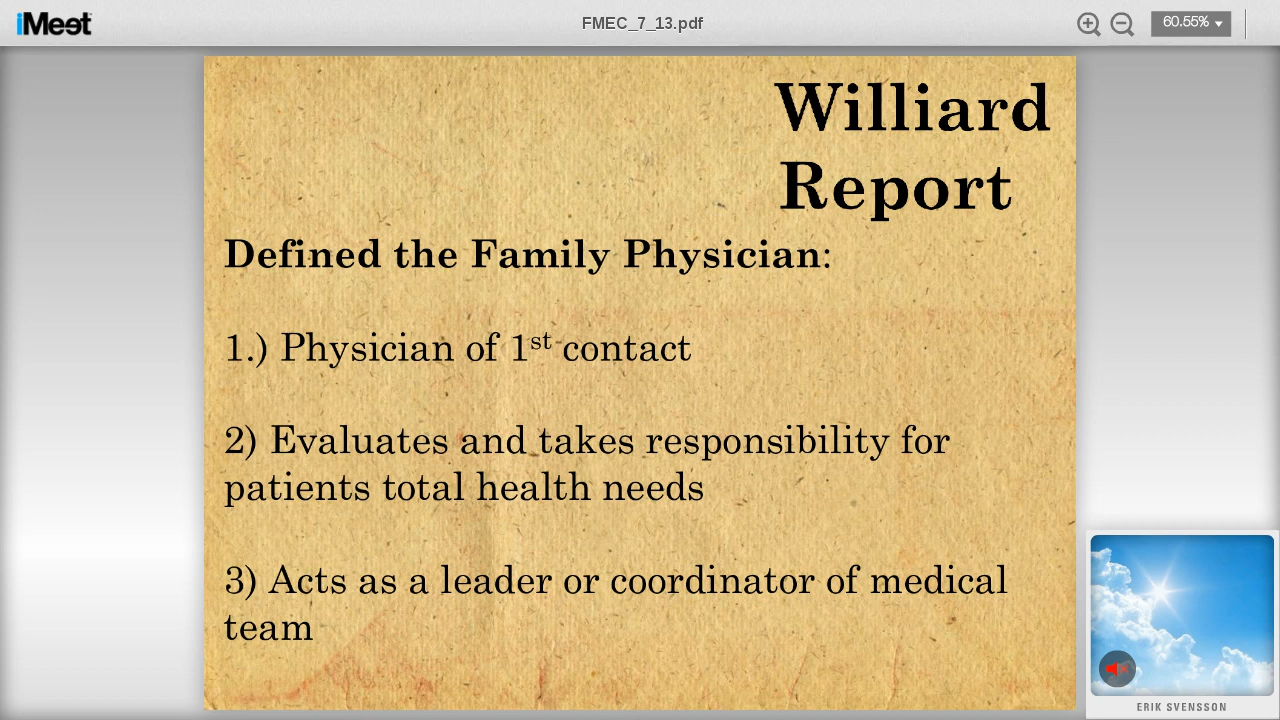 iMeet
FMEC_7_13.pdf
60.55%
Williard
Report
Defined the Family Physician:
1.) Physician of 1st contact
2) Evaluates and takes responsibility for
patients total health needs
3) Acts as a leader or coordinator of medical
team
ERIK SVENSSON